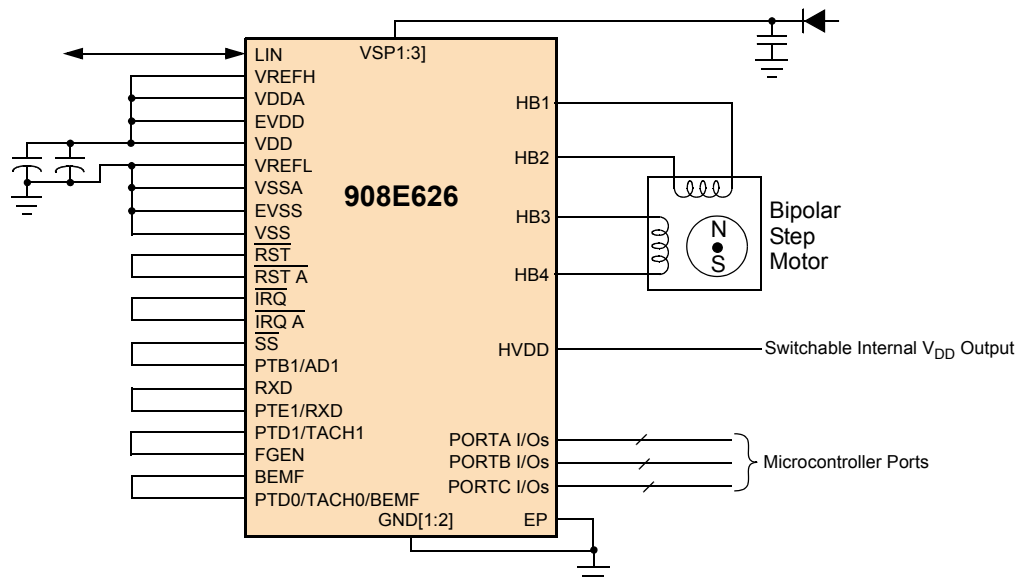 VSP1:3]
LIN
VREFH
VDDA
EVDD
VDD
VREFL
VSSA
EVSS
VSS
RST
RST A
IRQ
IRQ A
SS
PTB1/AD1
RXD
PTE1/RXD
PTD1/TACH1
FGEN
BEMF
PTD0/TACH0/BEMF
GND[1:2]
EP
908E626
HB1
HB2
HB3
HB4
HVDD
PORTA I/Os
PORTB I/Os
PORTC I/Os
N
S
Bipolar
Step
Motor
Switchable Internal VDD Output
Microcontroller Ports